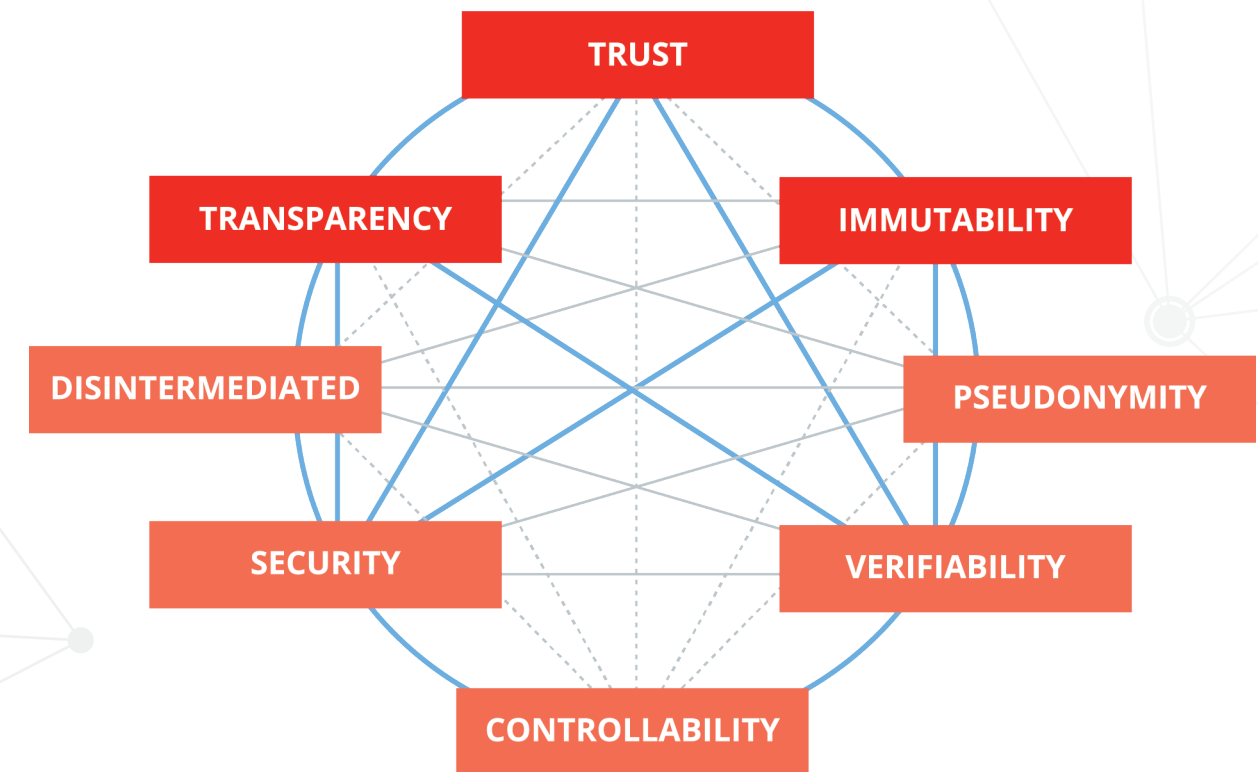 TRUST
TRANSPARENCY
IMMUTABILITY
DISINTERMEDIATED
PSEUDONYMITY
SECURITY
VERIFIABILITY
CONTROLLABILITY